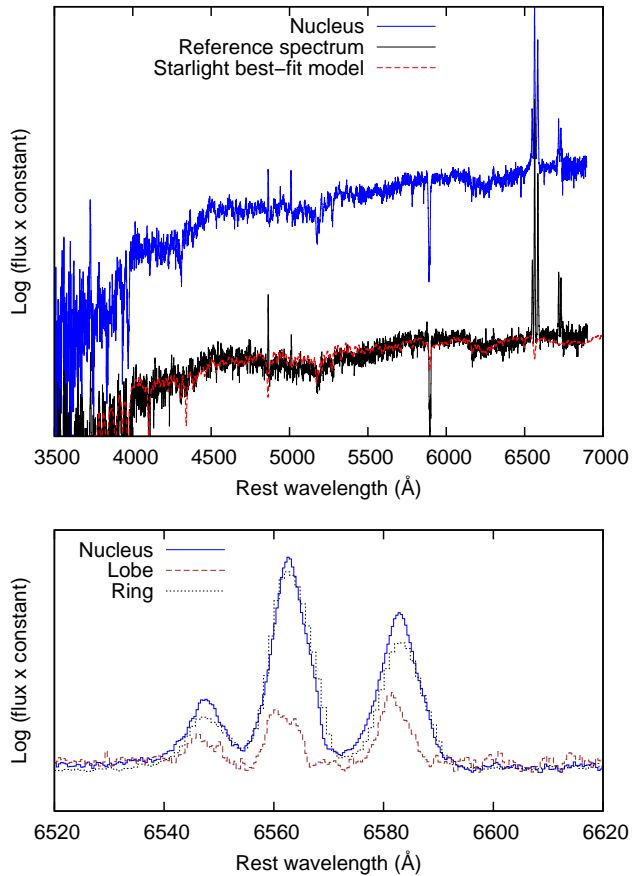 Nucleus
Reference spectrum
Starlight best-fit model
Log (flux x constant)
3500 4000 4500 5000 5500 6000 6500 7000
Rest wavelength (Å)
Nucleus
Lobe
Ring
Log (flux x constant)
6520 6540 6560 6580 6600 6620
Rest wavelength (Å)